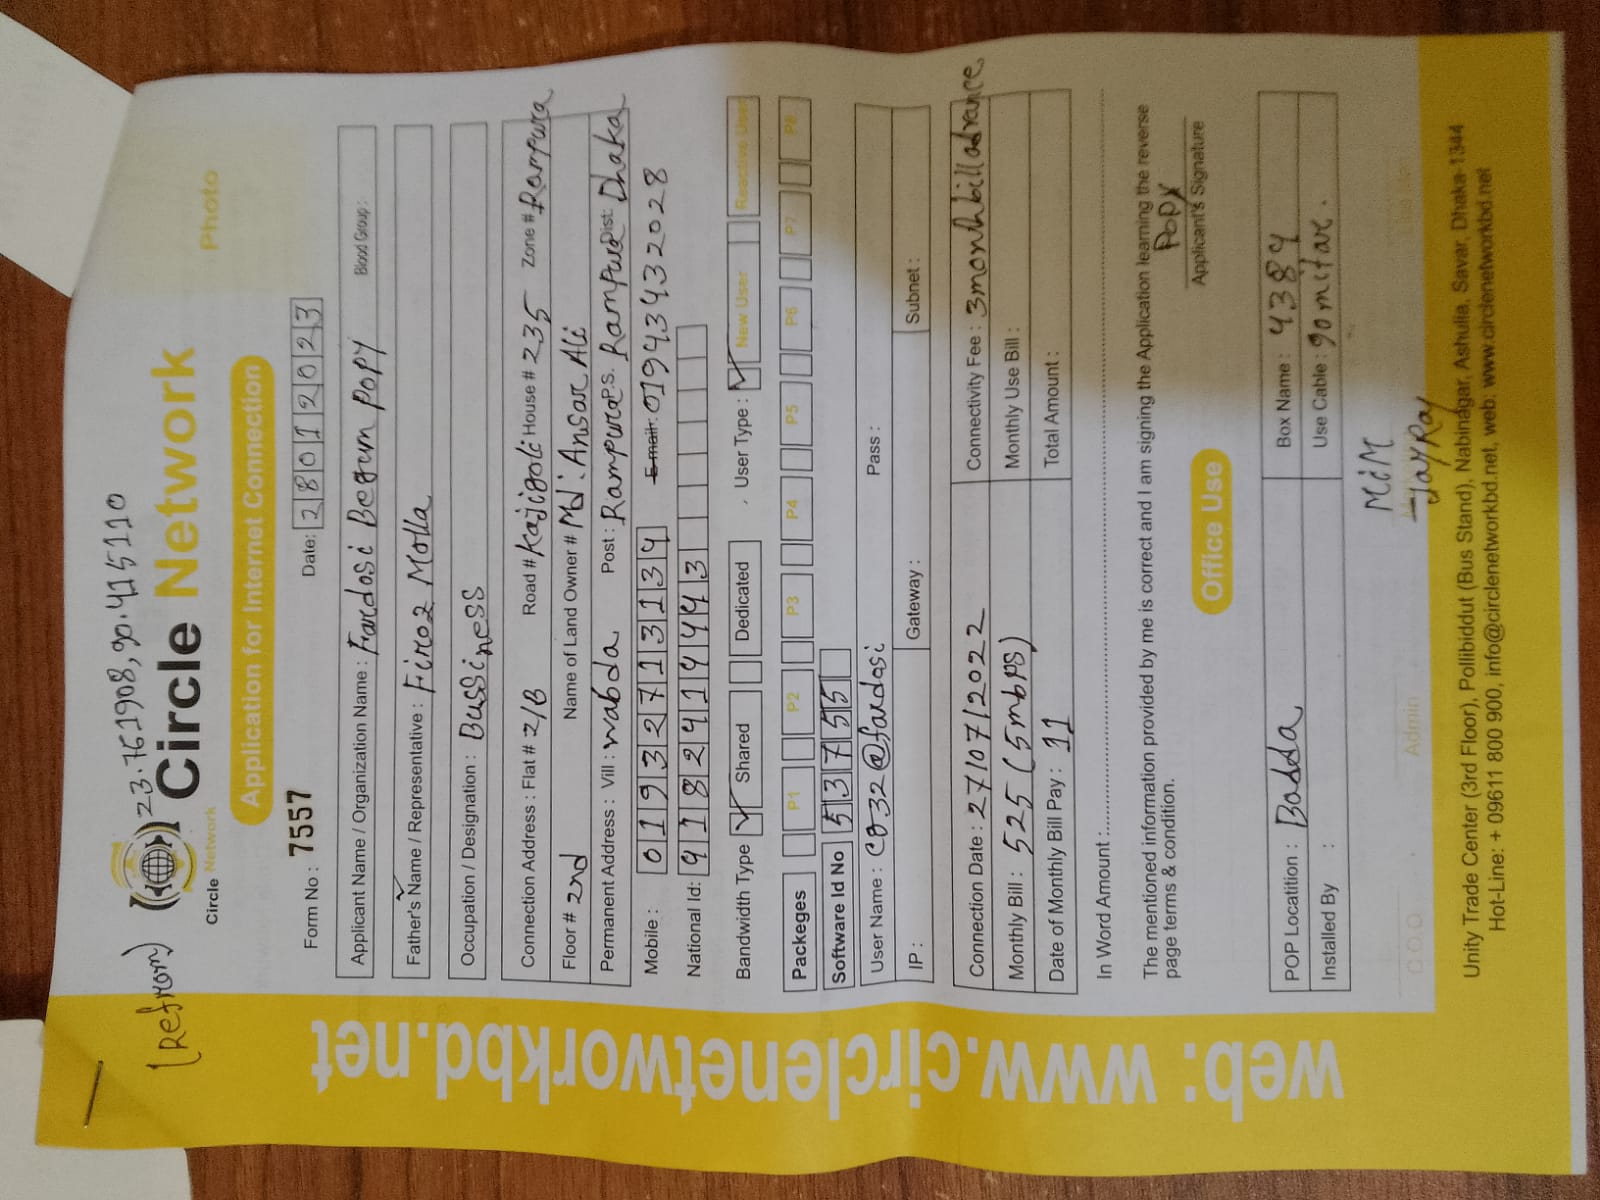 (Refrom) 23.761908, 90.415110
Circle Network
Circle Network
Photo
Application for Internet Connection
Form No : 7557 Date: 28012023
Applicant Name / Organization Name : Fardosi Begum popy Blood Group :
Father's Name / Representative : Firoz Molla
Occupation / Designation : Bussiness
Connection Address : Flat # 2/B Road # Kajigoli House # 235 Zone # Rampura
Floor # 2nd Name of Land Owner # Md: Ansar Ali
Permanent Address : Vill : wabda Post : Rampura P.S. Rampura Dist: Dhaka
Mobile : 01932713134 E-mail: 01943432028
National Id: 9182419443
Bandwidth Type Shared Dedicated , User Type : New User Reactive User
Packeges P1 P2 P3 P4 P5 P6 P7 P8
Software Id No 53755
User Name : C032@fardosi Pass :
IP : Gateway : Subnet :
Connection Date : 27/07/2022 Connectivity Fee : 3 monhbill advance
Monthly Bill : 525 (5mbps) Monthly Use Bill :
Date of Monthly Bill Pay : 11 Total Amount :
In Word Amount :
The mentioned information provided by me is correct and I am signing the Application learning the reverse
page terms & condition.
Popy
Applicant's Signature
Office Use
POP Locatition : Badda Box Name : 4384
Installed By : Use Cable : 90 mitar.
MiM
JoyRoy
C.O.O Admin
Unity Trade Center (3rd Floor), Pollibiddut (Bus Stand), Nabinagar, Ashulia, Savar, Dhaka-1344
Hot-Line: + 09611 800 900, info@circlenetworkbd.net, web: www.circlenetworkbd.net
web: www.circlenetworkbd.net